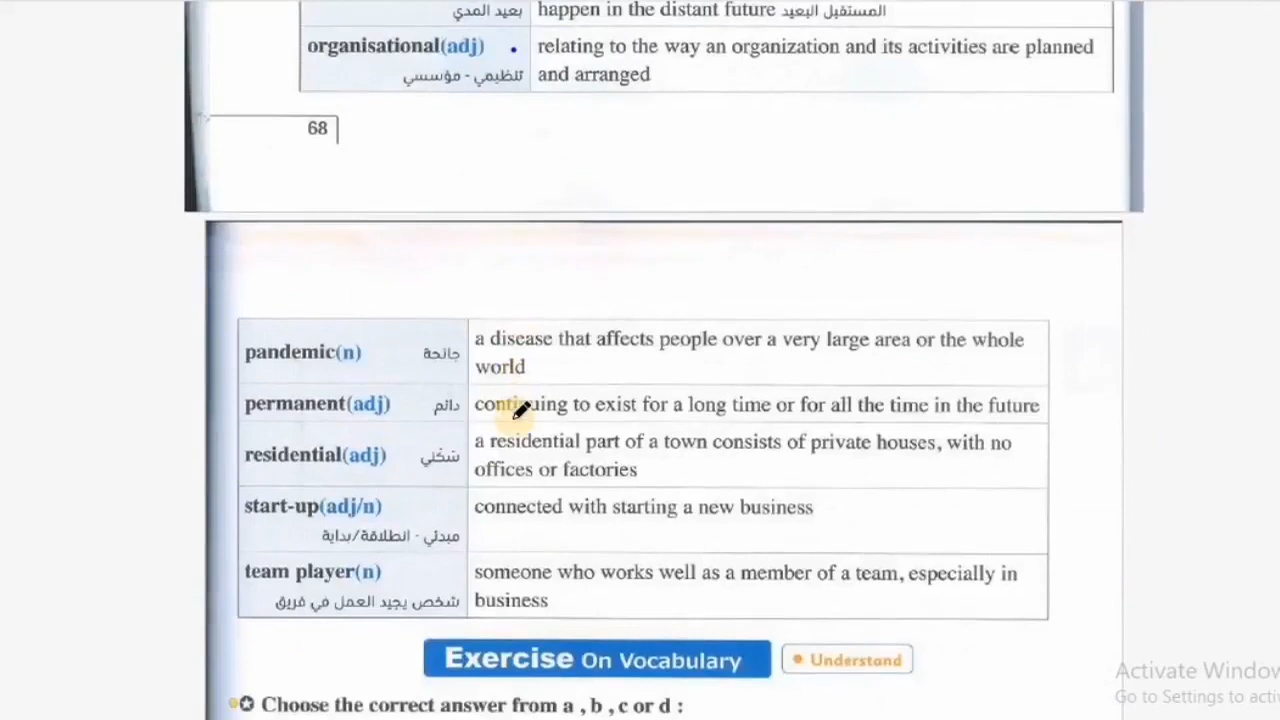 happen in the distant future المستقبل البعيد
بعيد المدي
organisational(adj)
تنظيمي - مؤسسي
relating to the way an organization and its activities are planned
and arranged
68
pandemic(n) جائحة
a disease that affects people over a very large area or the whole
world
permanent(adj) دائم
continuing to exist for a long time or for all the time in the future
residential(adj) سَكَني
a residential part of a town consists of private houses, with no
offices or factories
start-up(adj/n)
مبدئي - انطلاقة/بداية
connected with starting a new business
team player(n)
شخص يجيد العمل في فريق
someone who works well as a member of a team, especially in
business
Exercise On Vocabulary
Understand
Choose the correct answer from a , b , c or d :
Activate Window
Go to Settings to acti